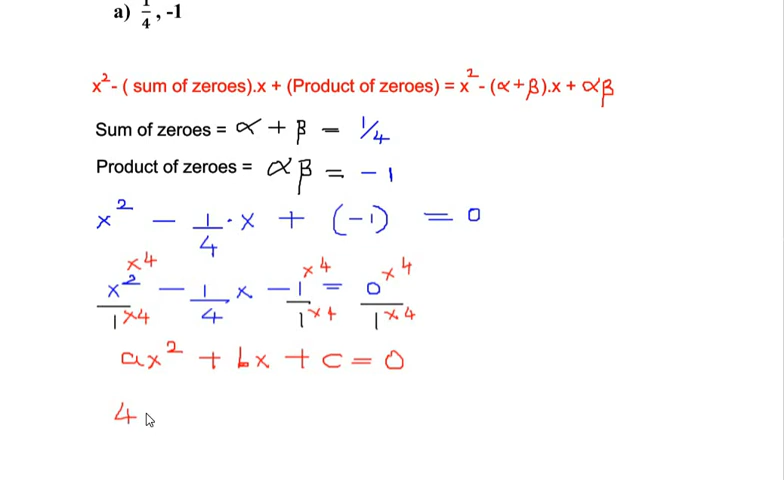 a) 1/4, -1
x² - ( sum of zeroes).x + (Product of zeroes) = x² - (α+β).x + αβ
Sum of zeroes = α + β = 1/4
Product of zeroes = αβ = -1
x² - 1/4 · x + (-1) = 0
x²×4/1×4 - 1/4 x - 1×4/1×4 = 0×4/1×4
ax² + bx + c = 0
4